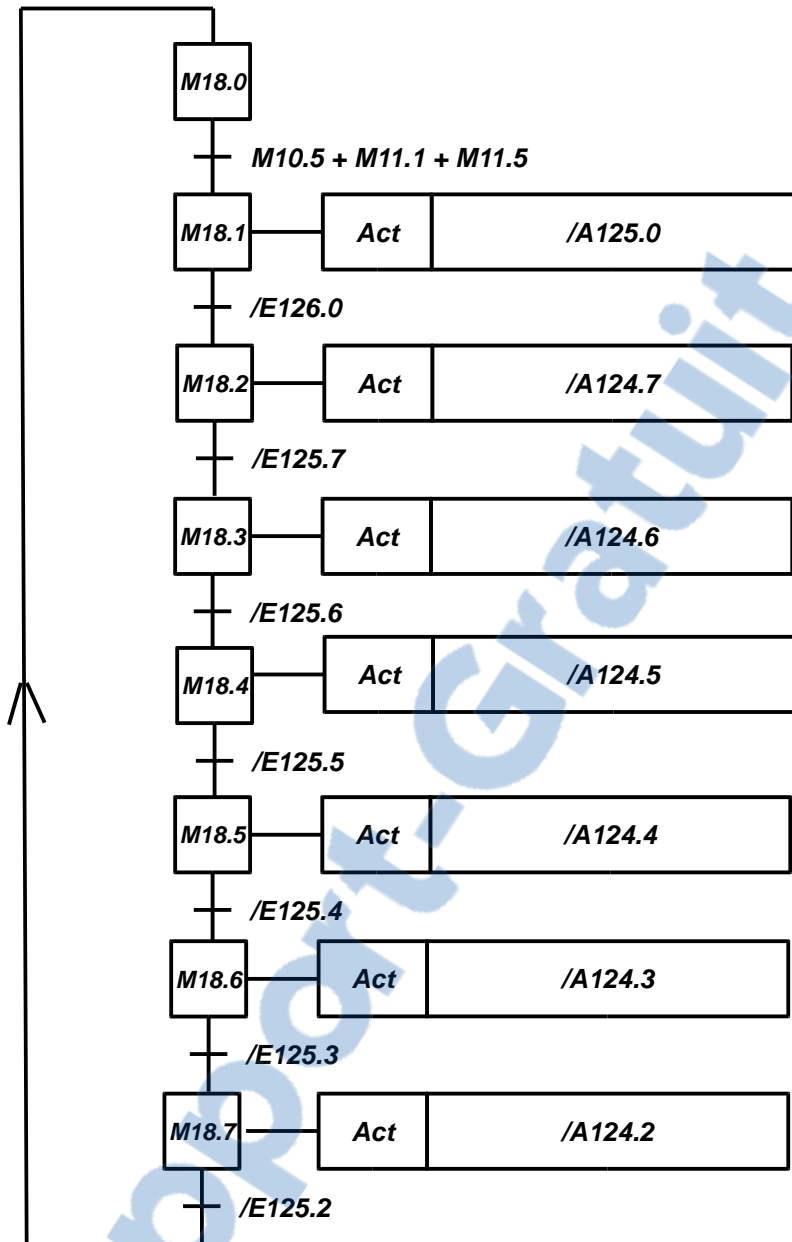 M18.0
M10.5 + M11.1 + M11.5
M18.1 Act /A125.0
/E126.0
M18.2 Act /A124.7
/E125.7
M18.3 Act /A124.6
/E125.6
M18.4 Act /A124.5
/E125.5
M18.5 Act /A124.4
/E125.4
M18.6 Act /A124.3
/E125.3
M18.7 Act /A124.2
/E125.2
pport-Gratuit